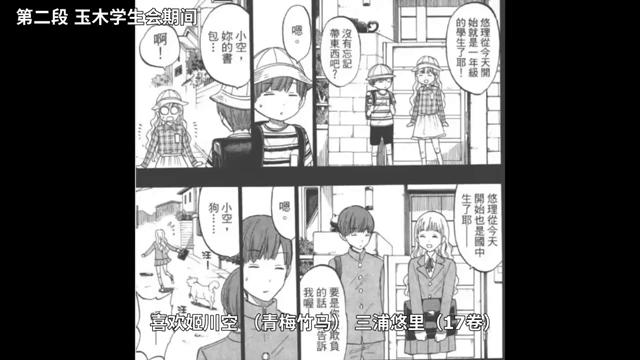 第二段 玉木学生会期间
悠理從今天開
始就是一年級
的學生了耶！
沒有忘記
帶東西吧？
嗯。
小空，
妳的書
包…
啊！
悠理從今天
開始也是國中
生了耶！
嗯。
要是
的話
我喔
欺負
告訴
小空，
狗…
汪！
汪！
喜欢姬川空 （青梅竹马） 三浦悠里（17卷）